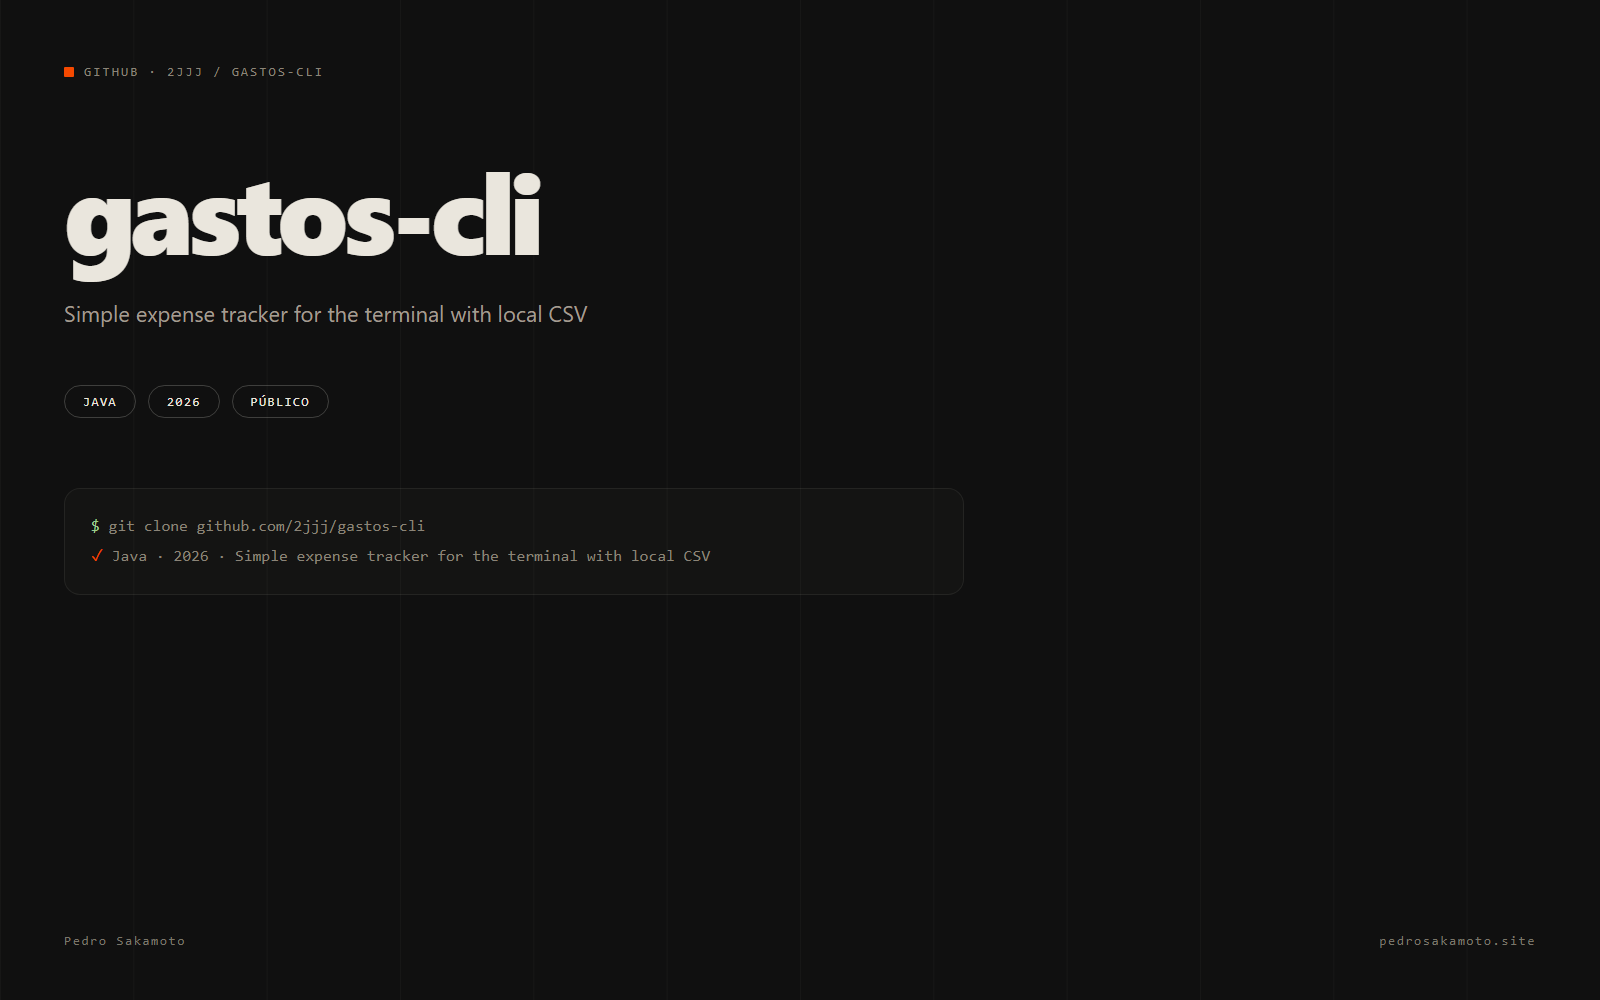 GITHUB · 2JJJ / GASTOS-CLI
gastos-cli
Simple expense tracker for the terminal with local CSV
JAVA
2026
PÚBLICO
$ git clone github.com/2jjj/gastos-cli
✓ Java · 2026 · Simple expense tracker for the terminal with local CSV
Pedro Sakamoto
pedrosakamoto.site